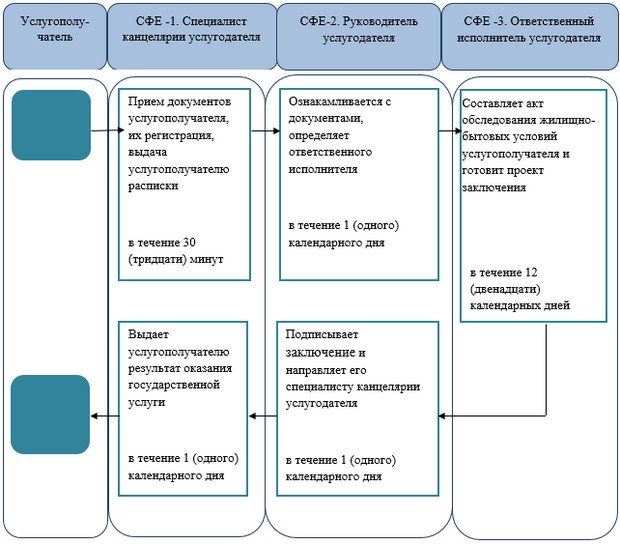 Услугополу-
чатель
СФЕ -1. Специалист
канцелярии услугодателя
СФЕ-2. Руководитель
услугодателя
СФЕ -3. Ответственный
исполнитель услугодателя
Прием документов
услугополучателя,
их регистрация,
выдача
услугополучателю
расписки
в течение 30
(тридцати) минут
Ознакамливается с
документами,
определяет
ответственного
исполнителя
в течение 1 (одного)
календарного дня
Составляет акт
обследования жилищно-
бытовых условий
услугополучателя и
готовит проект
заключения
в течение 12
(двенадцати)
календарных дней
Выдает
услугополучателю
результат оказания
государственной
услуги
в течение 1 (одного)
календарного дня
Подписывает
заключение и
направляет его
специалисту канцелярии
услугодателя
в течение 1 (одного)
календарного дня